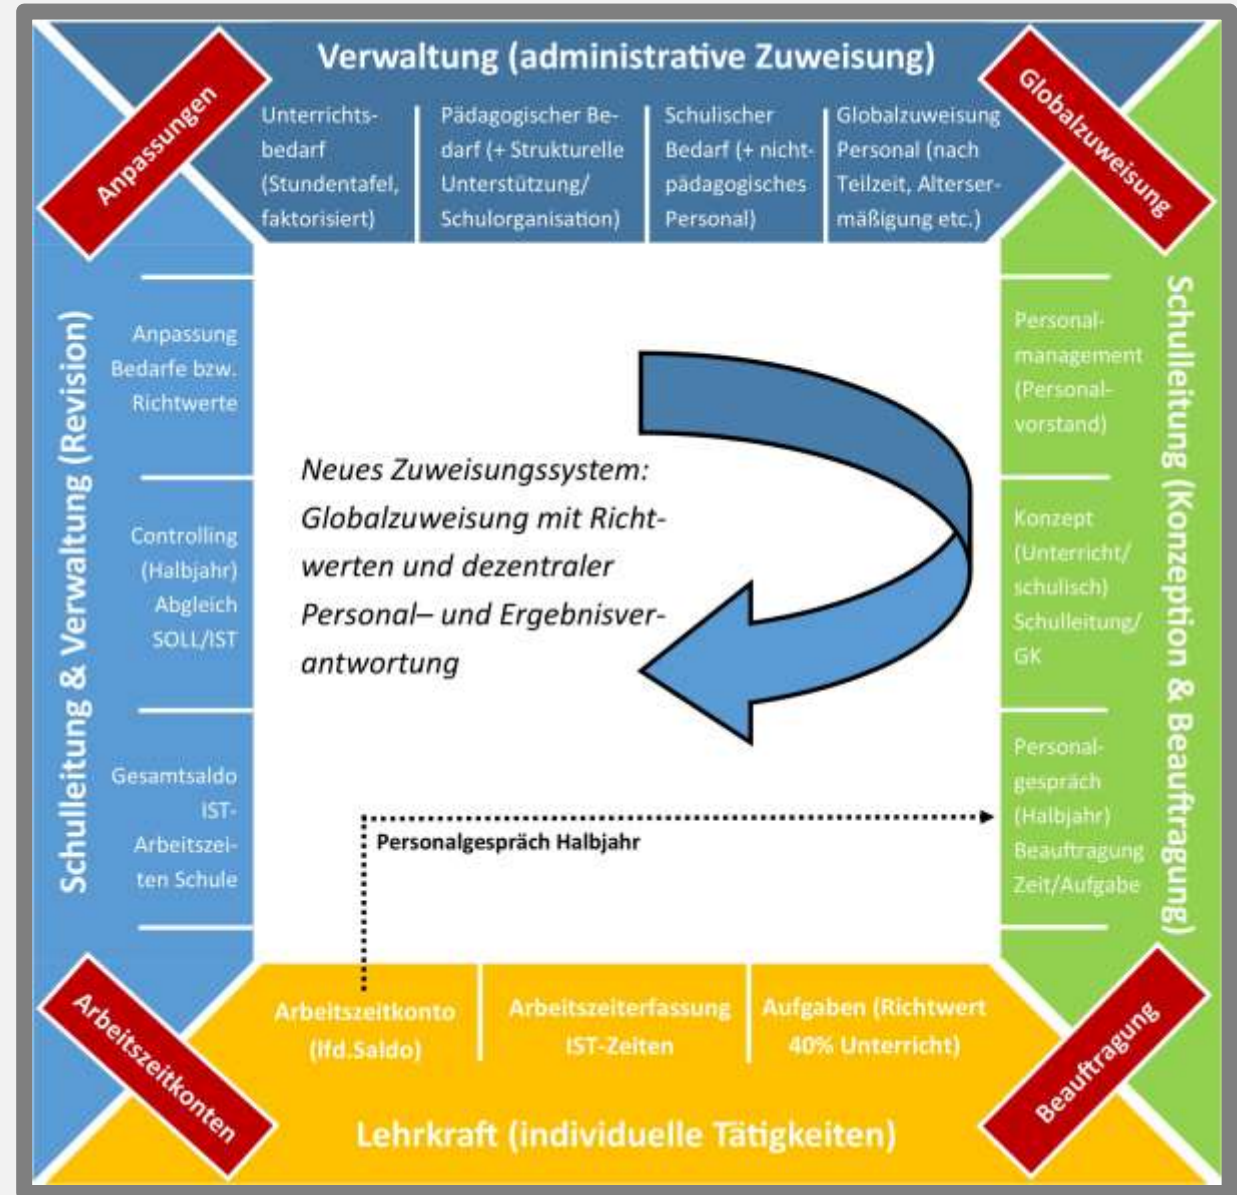 Verwaltung (administrative Zuweisung)
Anpassungen
Globalzuweisung
Unterrichts-
bedarf
(Stundentafel,
faktorisiert)
Pädagogischer Be-
darf (+ Strukturelle
Unterstützung/
Schulorganisation)
Schulischer
Bedarf (+ nicht-
pädagogisches
Personal)
Globalzuweisung
Personal (nach
Teilzeit, Alterser-
mäßigung etc.)
Schulleitung (Konzeption & Beauftragung)
Personal-
management
(Personal-
vorstand)
Konzept
(Unterricht/
schulisch)
Schulleitung/
GK
Personal-
gespräch
(Halbjahr)
Beauftragung
Zeit/Aufgabe
Schulleitung & Verwaltung (Revision)
Anpassung
Bedarfe bzw.
Richtwerte
Controlling
(Halbjahr)
Abgleich
SOLL/IST
Gesamtsaldo
IST-
Arbeitszei-
ten Schule
Neues Zuweisungssystem:
Globalzuweisung mit Richt-
werten und dezentraler
Personal– und Ergebnisver-
antwortung
Personalgespräch Halbjahr
Arbeitszeitkonto
(lfd.Saldo)
Arbeitszeiterfassung
IST-Zeiten
Aufgaben (Richtwert
40% Unterricht)
Arbeitszeitkonten
Beauftragung
Lehrkraft (individuelle Tätigkeiten)